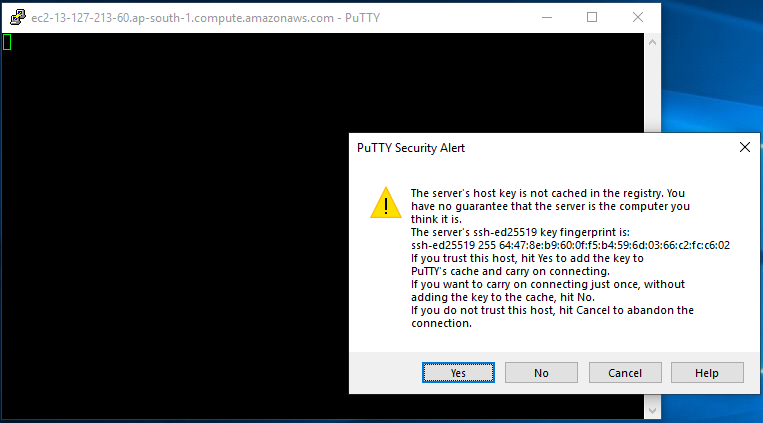 ec2-13-127-213-60.ap-south-1.compute.amazonaws.com - PuTTY
PuTTY Security Alert
The server's host key is not cached in the registry. You
have no guarantee that the server is the computer you
think it is.
The server's ssh-ed25519 key fingerprint is:
ssh-ed25519 255 64:47:8e:b9:60:0f:f5:b4:59:6d:03:66:c2:fc:c6:02
If you trust this host, hit Yes to add the key to
PuTTY's cache and carry on connecting.
If you want to carry on connecting just once, without
adding the key to the cache, hit No.
If you do not trust this host, hit Cancel to abandon the
connection.
Yes No Cancel Help